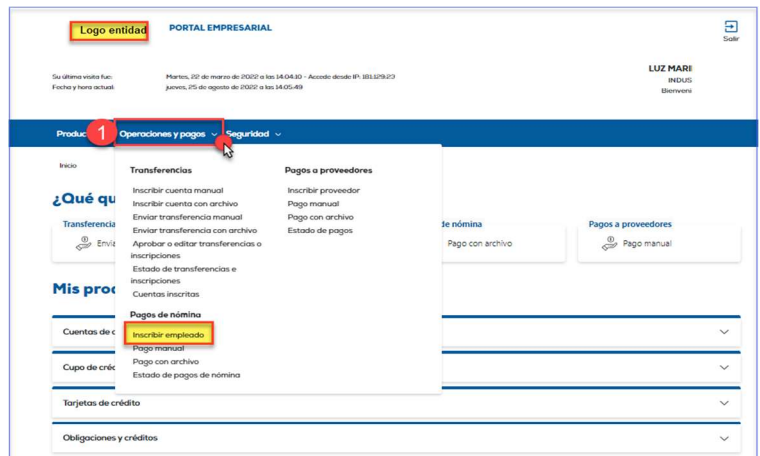 Logo entidad
PORTAL EMPRESARIAL
Salir
LUZ MARI
INDUS
Bienveni
Su última visita fue: Martes, 22 de marzo de 2022 a las 14:04:10 - Accede desde IP: 181.129.23
Fecha y hora actual: jueves, 25 de agosto de 2022 a las 14:05:49
Produc 1 Operaciones y pagos Seguridad
Inicio
Transferencias
Inscribir cuenta manual
Inscribir cuenta con archivo
Enviar transferencia manual
Enviar transferencia con archivo
Aprobar o editar transferencias o
inscripciones
Estado de transferencias e
inscripciones
Cuentas inscritas
Pagos de nómina
Inscribir empleado
Pago manual
Pago con archivo
Estado de pagos de nómina
Pagos a proveedores
Inscribir proveedor
Pago manual
Pago con archivo
Estado de pagos
¿Qué qu
Transferencia
Envia
de nómina
Pago con archivo
Pagos a proveedores
Pago manual
Mis proc
Cuentas de c
Cupo de créc
Tarjetas de crédito
Obligaciones y créditos